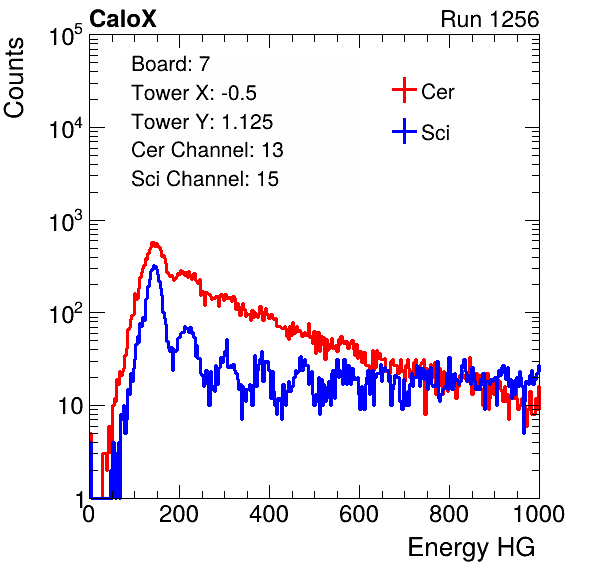 CaloX Run 1256
Counts
Board: 7
Tower X: -0.5
Tower Y: 1.125
Cer Channel: 13
Sci Channel: 15
Cer
Sci
10^5
10^4
10^3
10^2
10
1
0 200 400 600 800 1000
Energy HG